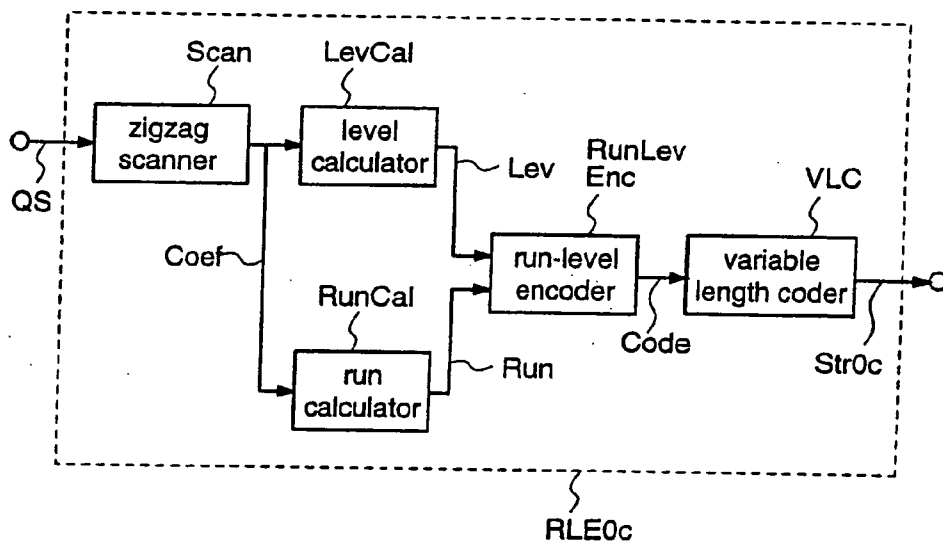 Scan
LevCal
zigzag
scanner
level
calculator
QS
Lev
RunLev
Enc
VLC
Coef
run-level
encoder
variable
length coder
RunCal
Code
Str0c
run
calculator
Run
RLE0c